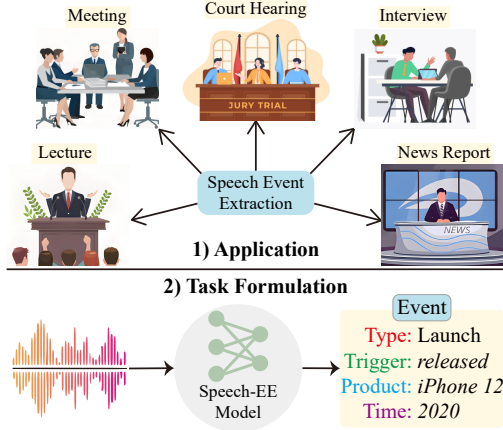 Meeting
Court Hearing
Interview
JURY TRIAL
Lecture
News Report
Speech Event
Extraction
NEWS
1) Application
2) Task Formulation
Speech-EE
Model
Event
Type: Launch
Trigger: released
Product: iPhone 12
Time: 2020